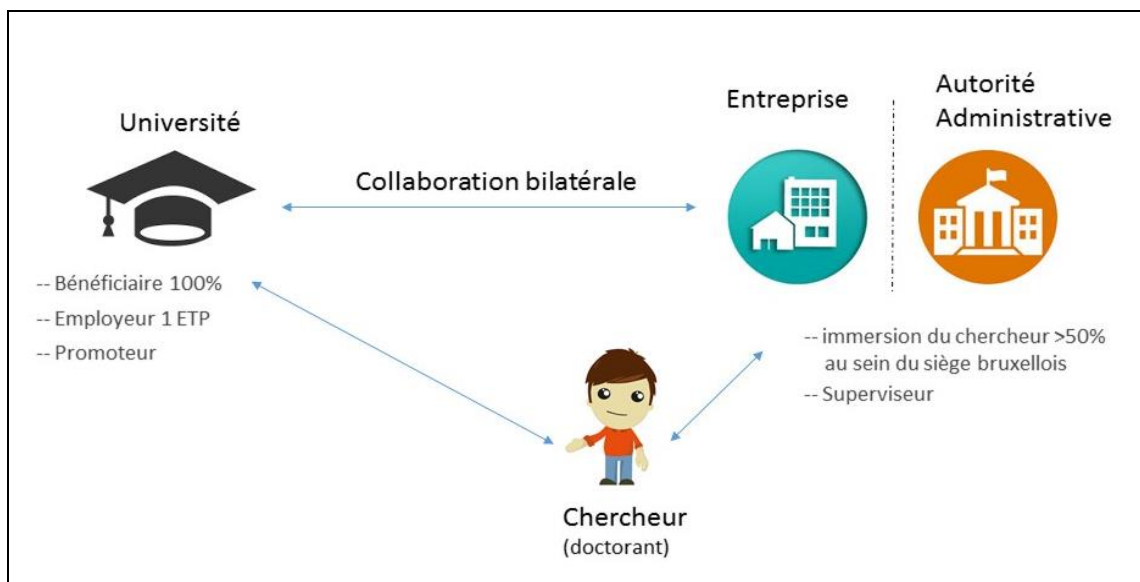 Université
-- Bénéficiaire 100%
-- Employeur 1 ETP
-- Promoteur
Collaboration bilatérale
Entreprise
Autorité
Administrative
-- immersion du chercheur >50%
au sein du siège bruxellois
-- Superviseur
Chercheur
(doctorant)